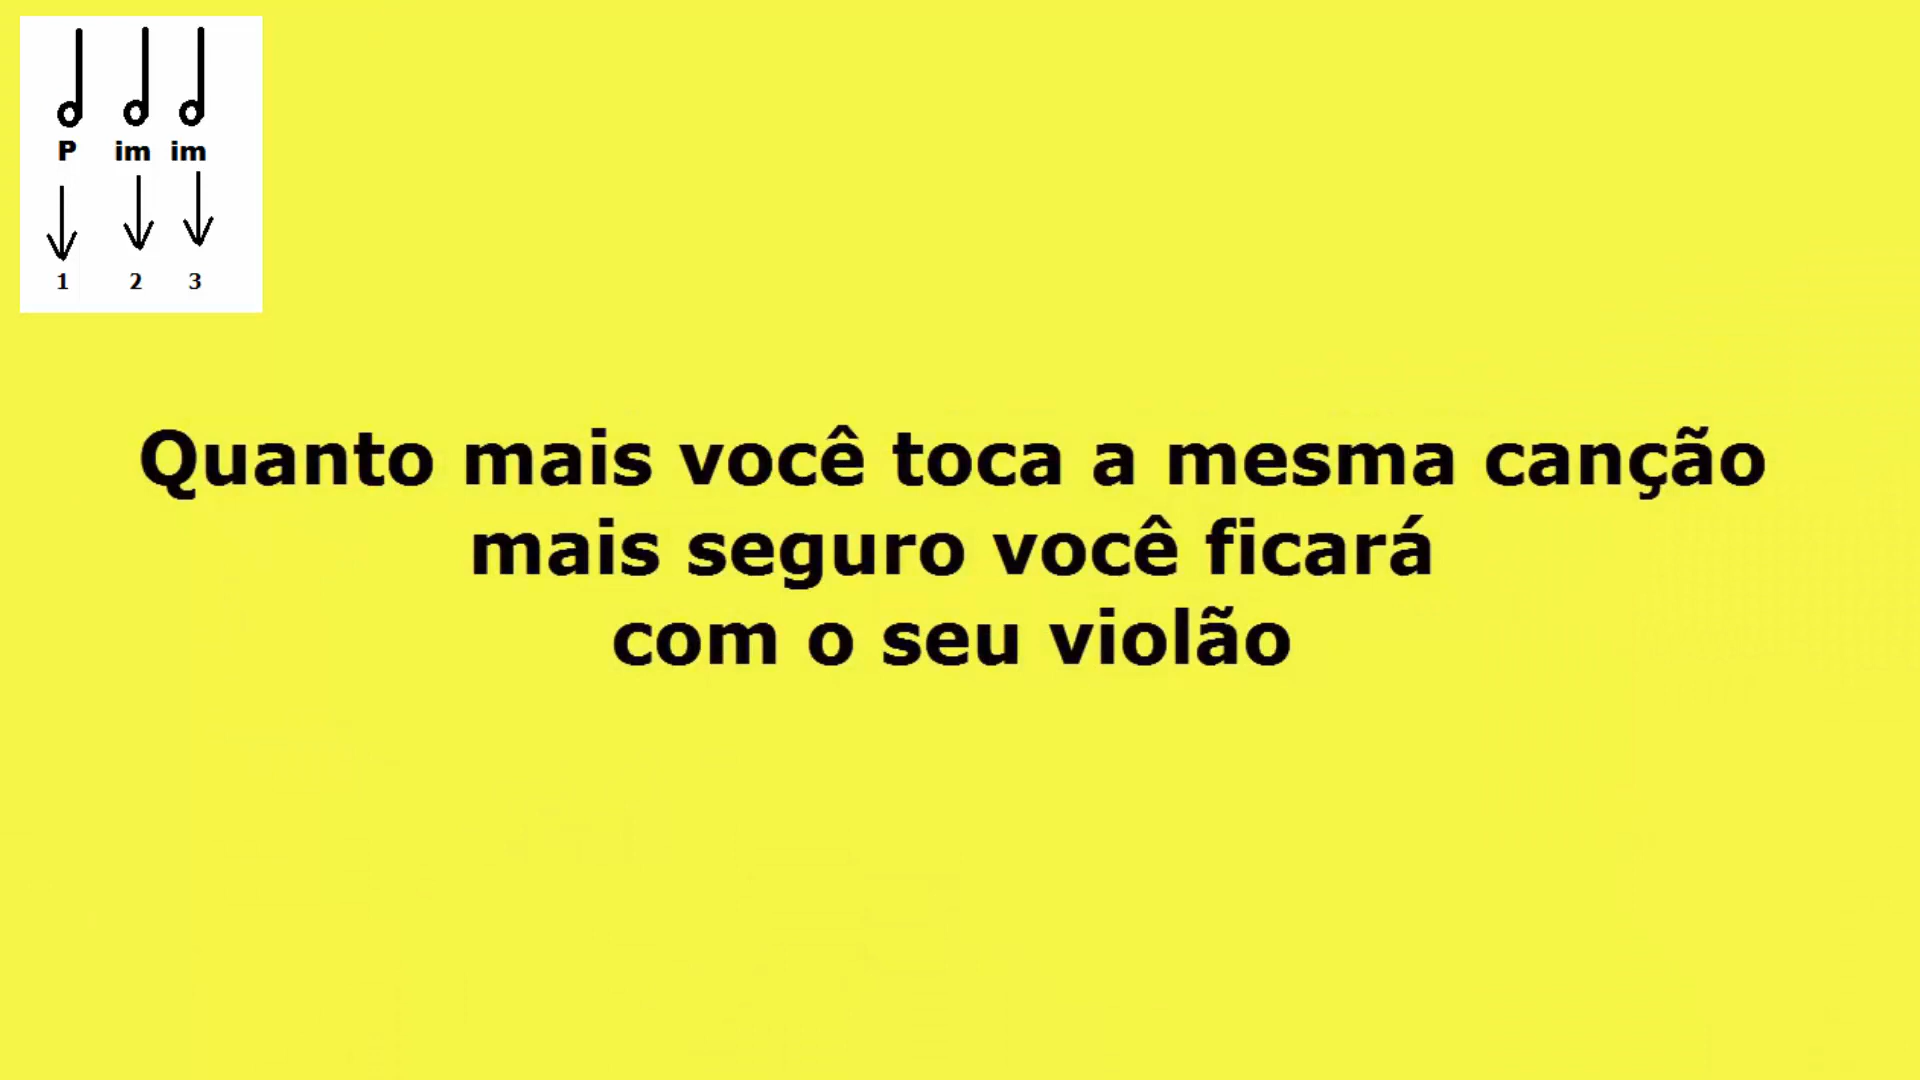 P im im
1 2 3
Quanto mais você toca a mesma canção
mais seguro você ficará
com o seu violão